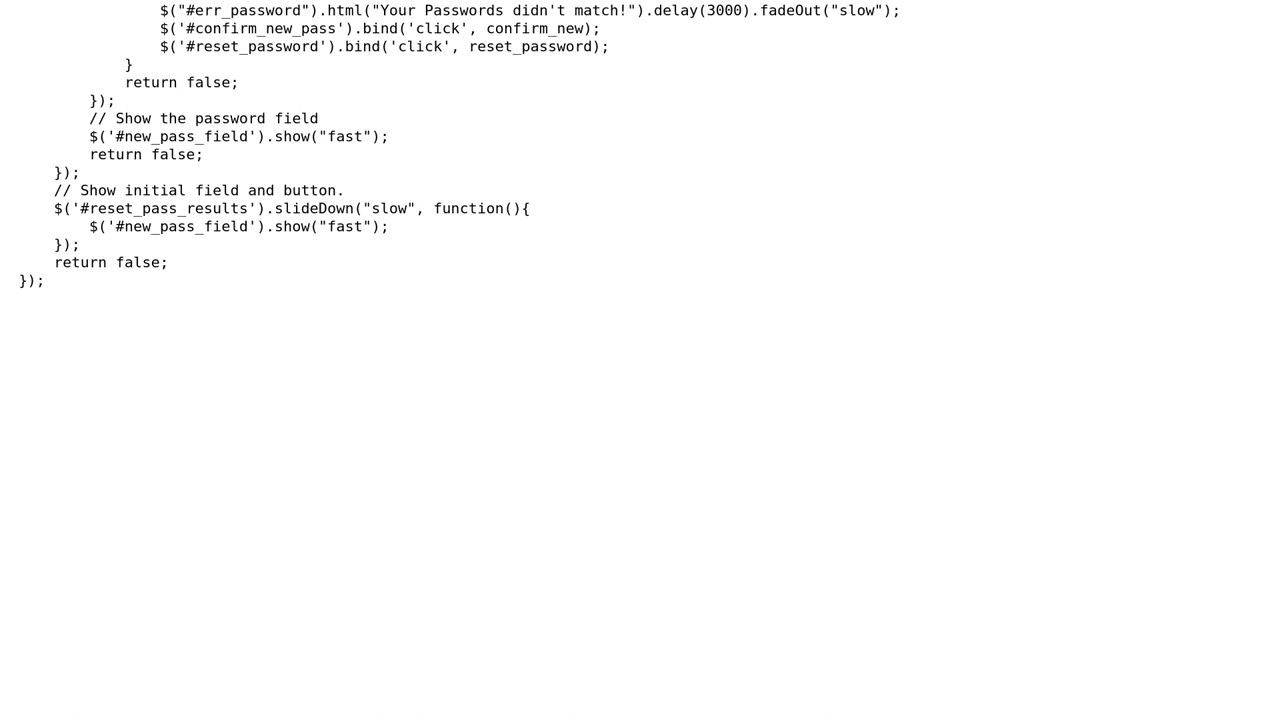 $("#err_password").html("Your Passwords didn't match!").delay(3000).fadeOut("slow");
                $('#confirm_new_pass').bind('click', confirm_new);
                $('#reset_password').bind('click', reset_password);
            }
            return false;
        });
        // Show the password field
        $('#new_pass_field').show("fast");
        return false;
    });
    // Show initial field and button.
    $('#reset_pass_results').slideDown("slow", function(){
        $('#new_pass_field').show("fast");
    });
    return false;
});